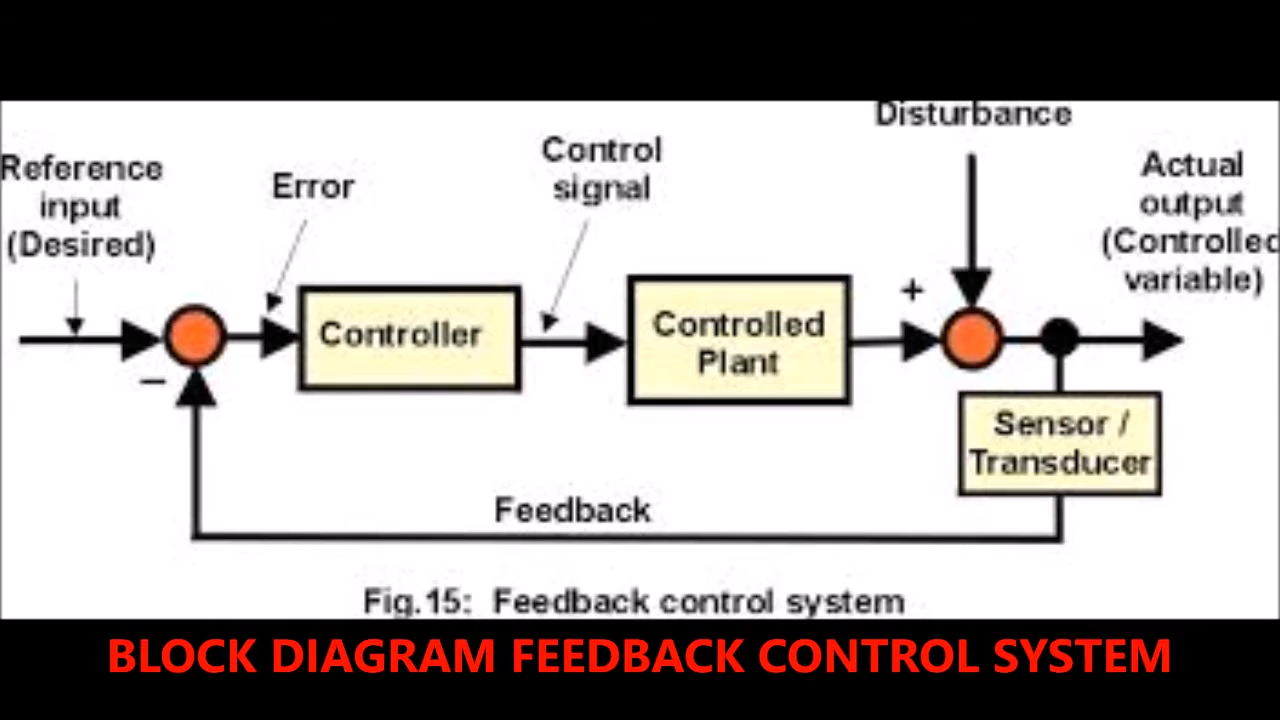 Disturbance
Reference
input
(Desired)
Error
Control
signal
Actual
output
(Controlled
variable)
+
Controller
Controlled
Plant
−
Sensor /
Transducer
Feedback
Fig.15: Feedback control system
BLOCK DIAGRAM FEEDBACK CONTROL SYSTEM